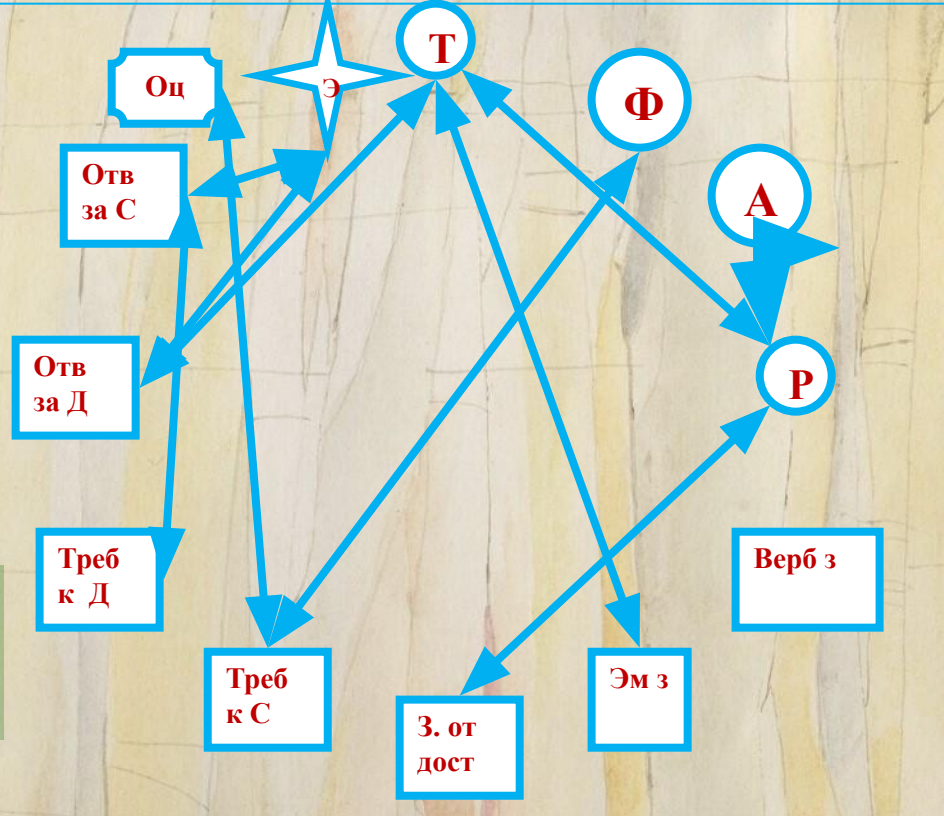 Т
Э
Оц
Ф
Отв
за С
А
Отв
за Д
Р
Треб
к Д
Верб з
Треб
к С
Эм з
З. от
дост